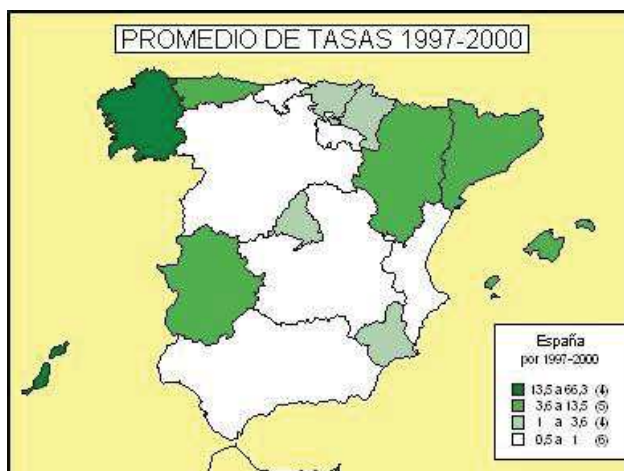 PROMEDIO DE TASAS 1997-2000
España
por 1997-2000
13,5 a 66,3 (4)
3,6 a 13,5 (5)
1 a 3,6 (4)
0,5 a 1 (6)